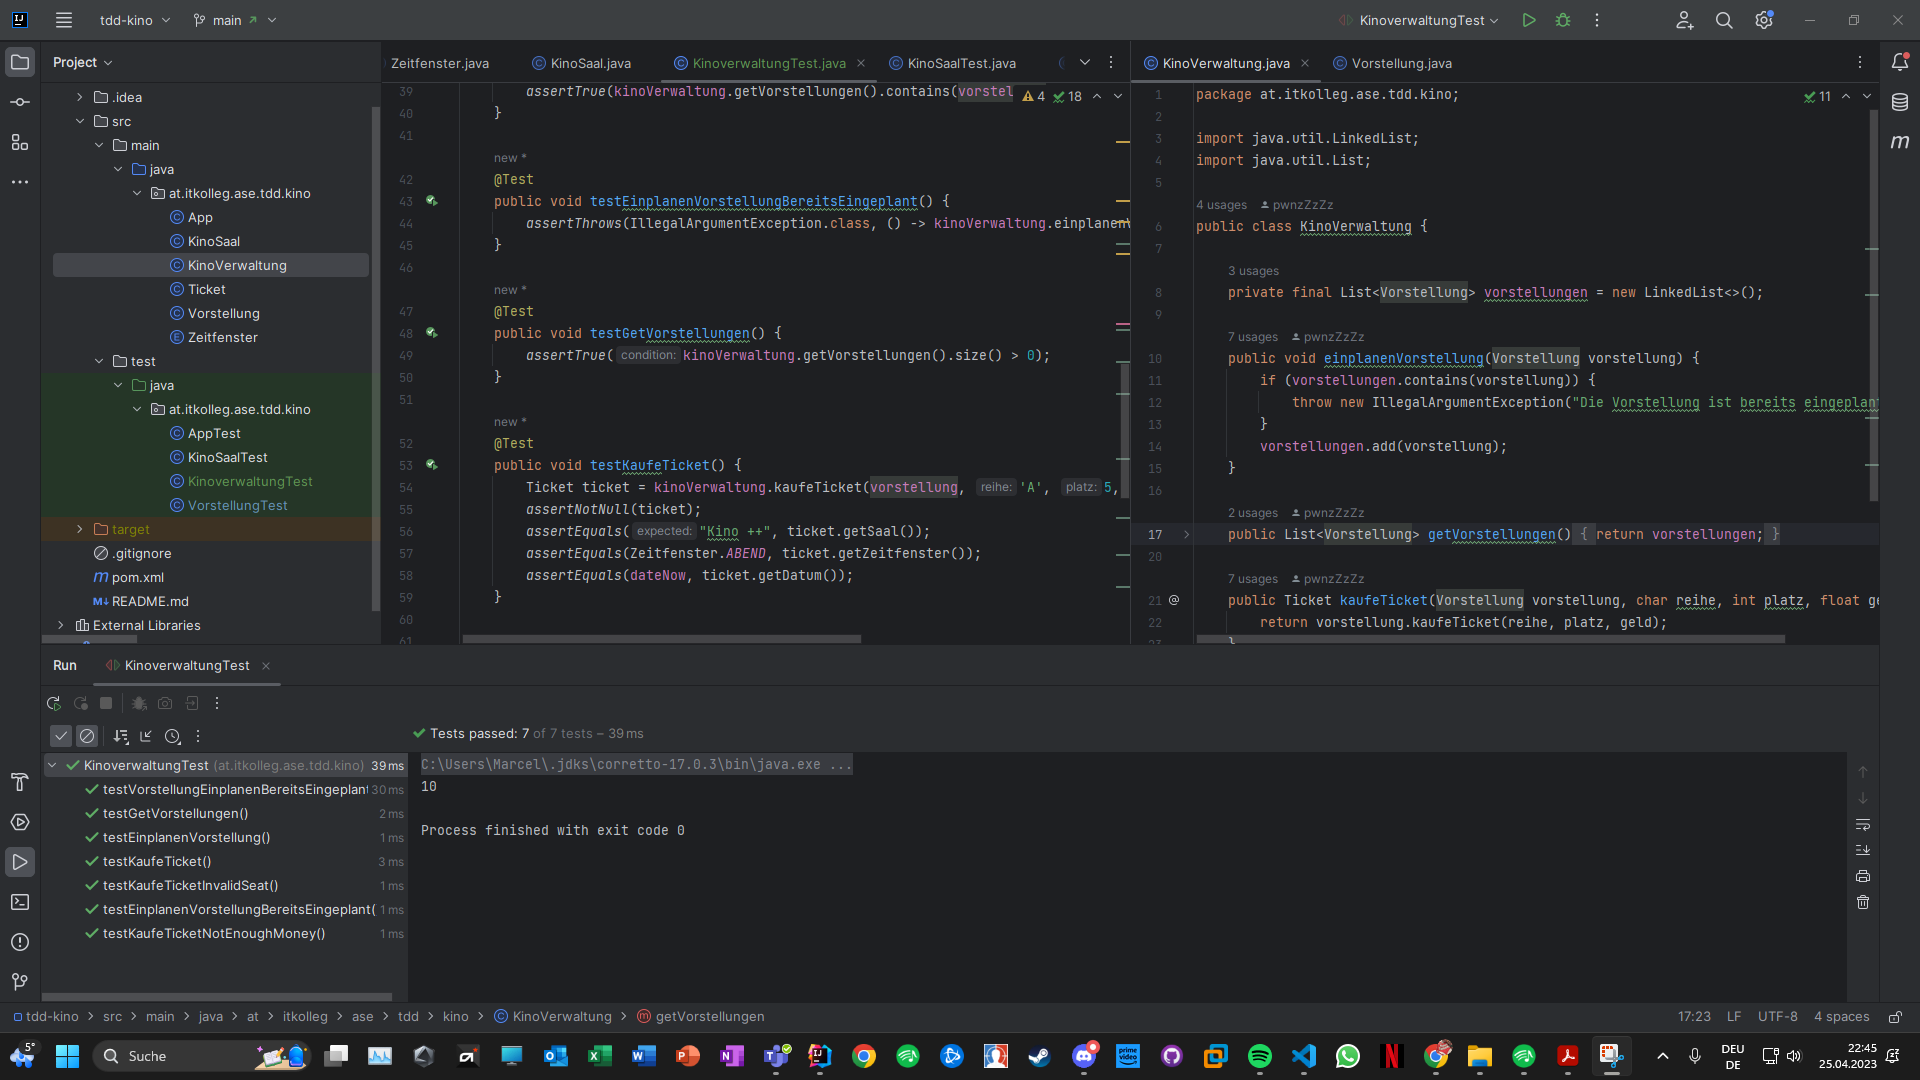 tdd-kino
main
KinoverwaltungTest
Project
Zeitfenster.java
KinoSaal.java
KinoverwaltungTest.java
KinoSaalTest.java
KinoVerwaltung.java
Vorstellung.java
.idea
src
main
java
at.itkolleg.ase.tdd.kino
App
KinoSaal
KinoVerwaltung
Ticket
Vorstellung
Zeitfenster
test
java
at.itkolleg.ase.tdd.kino
AppTest
KinoSaalTest
KinoverwaltungTest
VorstellungTest
target
.gitignore
pom.xml
README.md
External Libraries
4 18
39 assertTrue(kinoVerwaltung.getVorstellungen().contains(vorstel
40 }
41
new *
42 @Test
43 public void testEinplanenVorstellungBereitsEingeplant() {
44 assertThrows(IllegalArgumentException.class, () -> kinoVerwaltung.einplanenV
45 }
46
new *
47 @Test
48 public void testGetVorstellungen() {
49 assertTrue( condition: kinoVerwaltung.getVorstellungen().size() > 0);
50 }
51
new *
52 @Test
53 public void testKaufeTicket() {
54 Ticket ticket = kinoVerwaltung.kaufeTicket(vorstellung, reihe: 'A', platz: 5,
55 assertNotNull(ticket);
56 assertEquals( expected: "Kino ++", ticket.getSaal());
57 assertEquals(Zeitfenster.ABEND, ticket.getZeitfenster());
58 assertEquals(dateNow, ticket.getDatum());
59 }
60
61
11
1 package at.itkolleg.ase.tdd.kino;
2
3 import java.util.LinkedList;
4 import java.util.List;
5
4 usages pwnzZzZz
6 public class KinoVerwaltung {
7
3 usages
8 private final List<Vorstellung> vorstellungen = new LinkedList<>();
9
7 usages pwnzZzZz
10 public void einplanenVorstellung(Vorstellung vorstellung) {
11 if (vorstellungen.contains(vorstellung)) {
12 throw new IllegalArgumentException("Die Vorstellung ist bereits eingeplant
13 }
14 vorstellungen.add(vorstellung);
15 }
16
2 usages pwnzZzZz
17 public List<Vorstellung> getVorstellungen() { return vorstellungen; }
20
7 usages pwnzZzZz
21 public Ticket kaufeTicket(Vorstellung vorstellung, char reihe, int platz, float ge
22 return vorstellung.kaufeTicket(reihe, platz, geld);
23 }
Run
KinoverwaltungTest
Tests passed: 7 of 7 tests – 39 ms
KinoverwaltungTest (at.itkolleg.ase.tdd.kino) 39 ms
testVorstellungEinplanenBereitsEingeplant 30 ms
testGetVorstellungen() 2 ms
testEinplanenVorstellung() 1 ms
testKaufeTicket() 3 ms
testKaufeTicketInvalidSeat() 1 ms
testEinplanenVorstellungBereitsEingeplant( 1 ms
testKaufeTicketNotEnoughMoney() 1 ms
C:\Users\Marcel\.jdks\corretto-17.0.3\bin\java.exe ...
10
Process finished with exit code 0
tdd-kino > src > main > java > at > itkolleg > ase > tdd > kino > KinoVerwaltung > getVorstellungen
17:23 LF UTF-8 4 spaces
5°
Suche
DEU
DE
22:45
25.04.2023